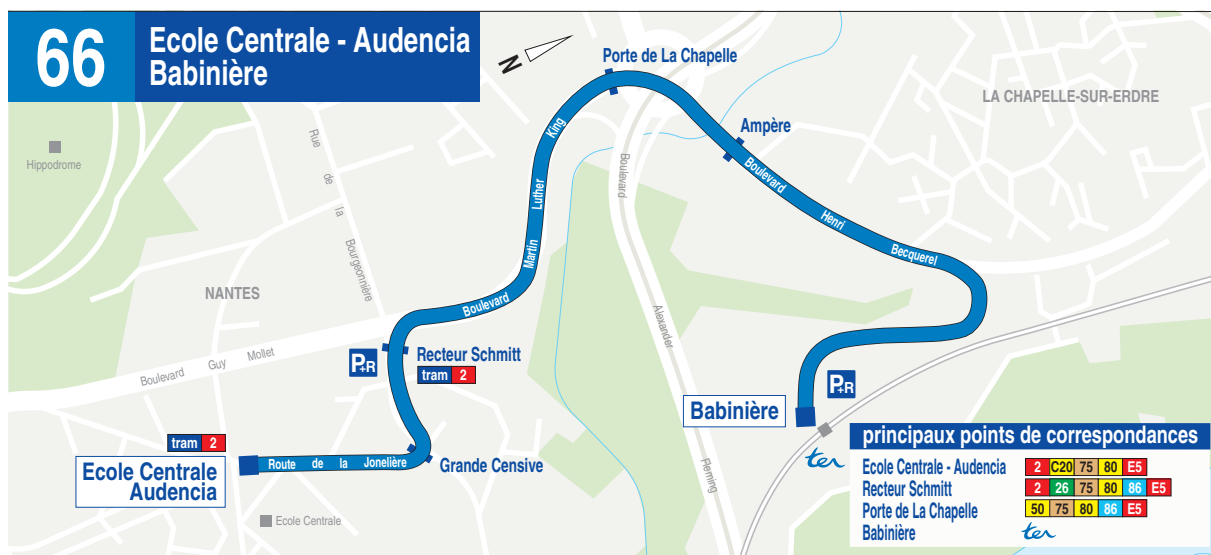 66
Ecole Centrale - Audencia
Babinière
N
Porte de La Chapelle
LA CHAPELLE-SUR-ERDRE
Hippodrome
Rue de la Bourgeonnière
Ampère
Boulevard Martin Luther King
Boulevard Henri Becquerel
Boulevard Alexander Fleming
NANTES
Boulevard Guy Mollet
P+R
Recteur Schmitt
tram 2
P+R
Babinière
ter
tram 2
Ecole Centrale
Audencia
Route de la Jonelière
Grande Censive
Ecole Centrale
principaux points de correspondances
Ecole Centrale - Audencia 2 C20 75 80 E5
Recteur Schmitt 2 26 75 80 86 E5
Porte de La Chapelle 50 75 80 86 E5
Babinière ter